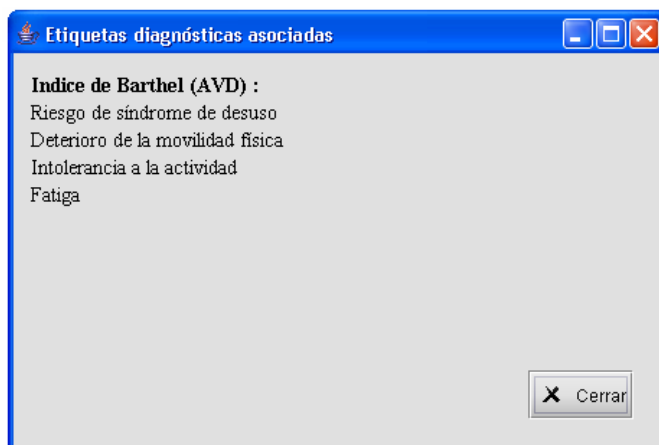 Etiquetas diagnósticas asociadas
Indice de Barthel (AVD) :
Riesgo de síndrome de desuso
Deterioro de la movilidad física
Intolerancia a la actividad
Fatiga
Cerrar